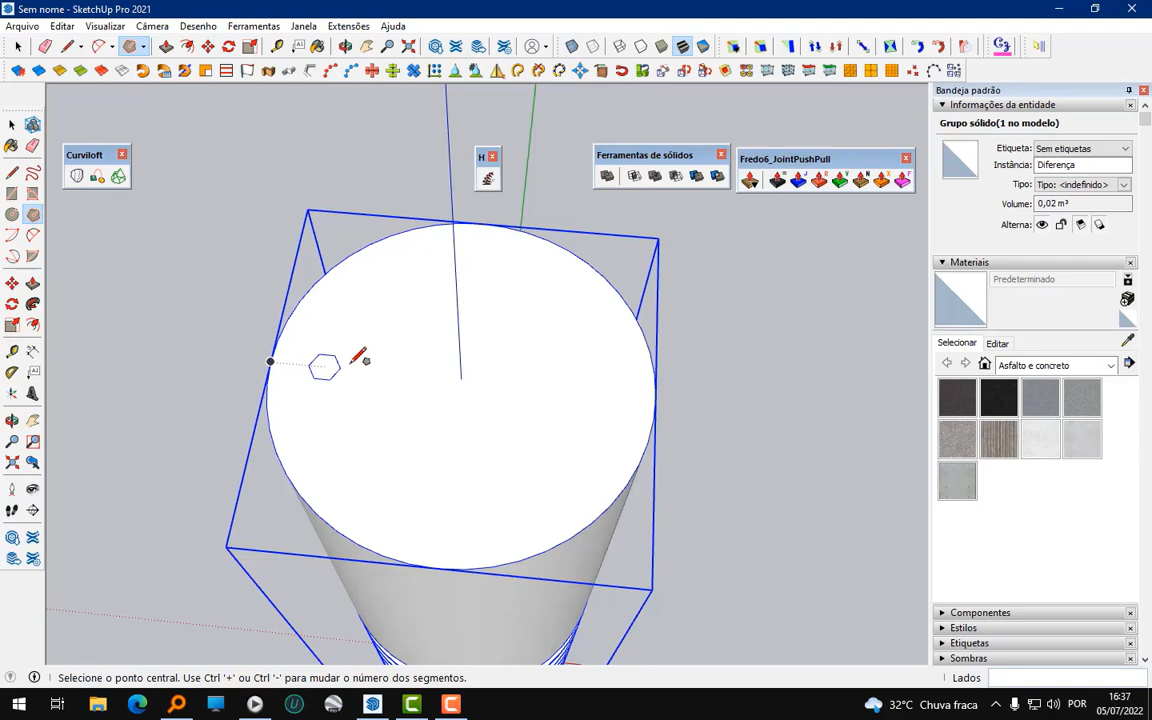 Sem nome - SketchUp Pro 2021
Arquivo Editar Visualizar Câmera Desenho Ferramentas Janela Extensões Ajuda
Bandeja padrão
Informações da entidade
Grupo sólido(1 no modelo)
Etiqueta: Sem etiquetas
Instância: Diferença
Tipo: Tipo: <indefinido>
Volume: 0,02 m³
Alterna:
Curviloft
H
Ferramentas de sólidos
Fredo6_JointPushPull
Materiais
Predeterminado
Selecionar Editar
Asfalto e concreto
Componentes
Estilos
Etiquetas
Sombras
Selecione o ponto central. Use Ctrl '+' ou Ctrl '-' para mudar o número dos segmentos.
Lados
32°C Chuva fraca
POR
16:37
05/07/2022